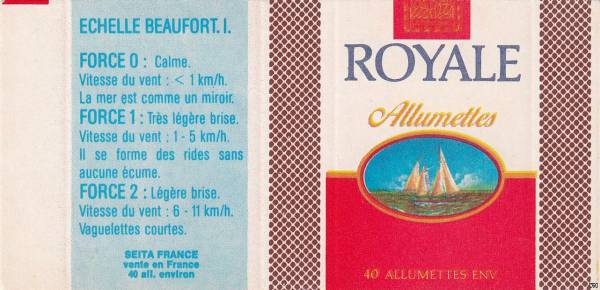 ECHELLE BEAUFORT. I.
FORCE 0 : Calme.
Vitesse du vent : < 1 km/h.
La mer est comme un miroir.
FORCE 1 : Très légère brise.
Vitesse du vent : 1 - 5 km/h.
Il se forme des rides sans
aucune écume.
FORCE 2 : Légère brise.
Vitesse du vent : 6 - 11 km/h.
Vaguelettes courtes.
SEITA FRANCE
vente en France
40 all. environ
ROYALE
Allumettes
40 ALLUMETTES ENV